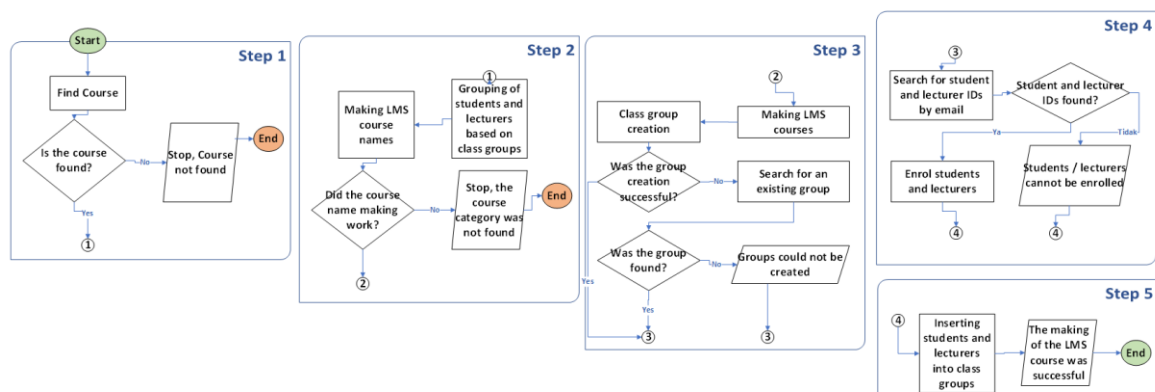 Step 1
Start
Find Course
Is the course
found?
No
Stop, Course
not found
End
Yes
1
Step 2
1
Grouping of
students and
lecturers
based on
class groups
Making LMS
course
names
Did the course
name making
work?
No
Stop, the
course
category was
not found
End
2
Step 3
2
Making LMS
courses
Class group
creation
Was the group
creation
successful?
No
Search for an
existing group
Was the group
found?
No
Groups could not be
created
Yes
Yes
3
3
Step 4
3
Search for student
and lecturer IDs
by email
Student and lecturer
IDs found?
Ya
Tidak
Enrol students
and lecturers
Students / lecturers
cannot be enrolled
4
4
Step 5
4
Inserting
students and
lecturers
into class
groups
The making
of the LMS
course was
successful
End